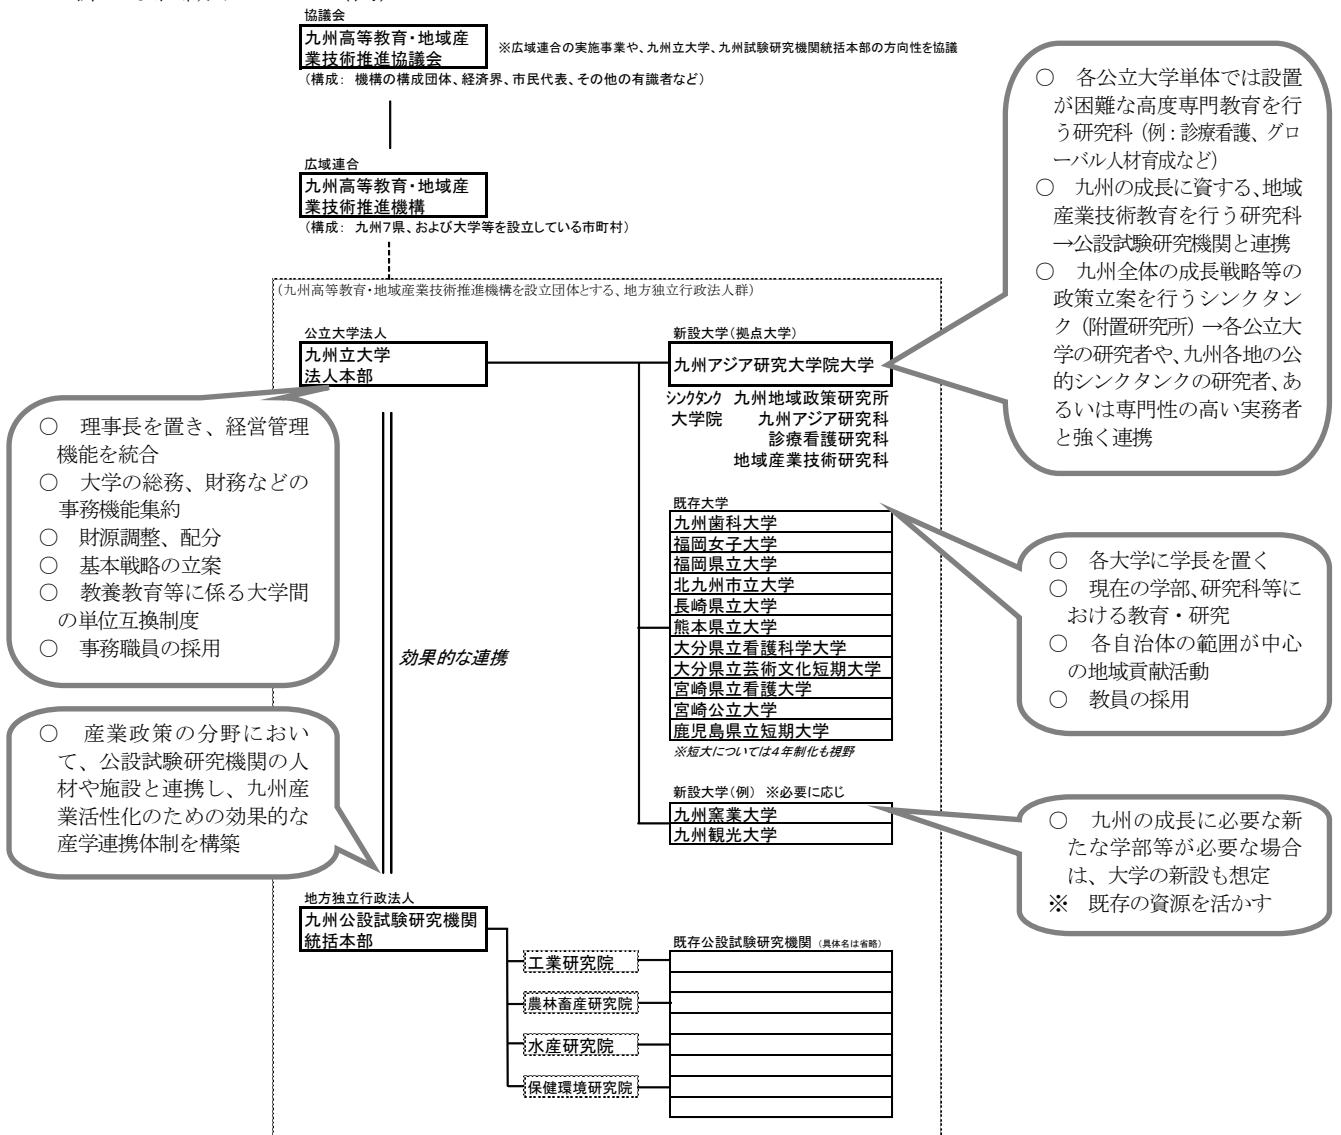 協議会
九州高等教育・地域産
業技術推進協議会
※広域連合の実施事業や、九州立大学、九州試験研究機関統括本部の方向性を協議
(構成： 機構の構成団体、経済界、市民代表、その他の有識者など)
広域連合
九州高等教育・地域産
業技術推進機構
(構成： 九州7県、および大学等を設立している市町村)
(九州高等教育・地域産業技術推進機構を設立団体とする、地方独立行政法人群)
公立大学法人
九州立大学
法人本部
新設大学(拠点大学)
九州アジア研究大学院大学
シンクタンク 九州地域政策研究所
大学院 九州アジア研究科
診療看護研究科
地域産業技術研究科
○ 各公立大学単体では設置
が困難な高度専門教育を行
う研究科（例：診療看護、グロ
ーバル人材育成など）
○ 九州の成長に資する、地域
産業技術教育を行う研究科
→公設試験研究機関と連携
○ 九州全体の成長戦略等の
政策立案を行うシンクタン
ク（附置研究所）→各公立大
学の研究者や、九州各地の公
的シンクタンクの研究者、あ
るいは専門性の高い実務者
と強く連携
○ 理事長を置き、経営管理
機能を統合
○ 大学の総務、財務などの
事務機能集約
○ 財源調整、配分
○ 基本戦略の立案
○ 教養教育等に係る大学間
の単位互換制度
○ 事務職員の採用
効果的な連携
既存大学
九州歯科大学
福岡女子大学
福岡県立大学
北九州市立大学
長崎県立大学
熊本県立大学
大分県立看護科学大学
大分県立芸術文化短期大学
宮崎県立看護大学
宮崎公立大学
鹿児島県立短期大学
※短大については4年制化も視野
○ 各大学に学長を置く
○ 現在の学部、研究科等に
おける教育・研究
○ 各自治体の範囲が中心
の地域貢献活動
○ 教員の採用
○ 産業政策の分野におい
て、公設試験研究機関の人
材や施設と連携し、九州産
業活性化のための効果的な
産学連携体制を構築
新設大学(例) ※必要に応じ
九州窯業大学
九州観光大学
○ 九州の成長に必要な新
たな学部等が必要な場合
は、大学の新設も想定
※ 既存の資源を活かす
地方独立行政法人
九州公設試験研究機関
統括本部
既存公設試験研究機関 (具体名は省略)
工業研究院
農林畜産研究院
水産研究院
保健環境研究院